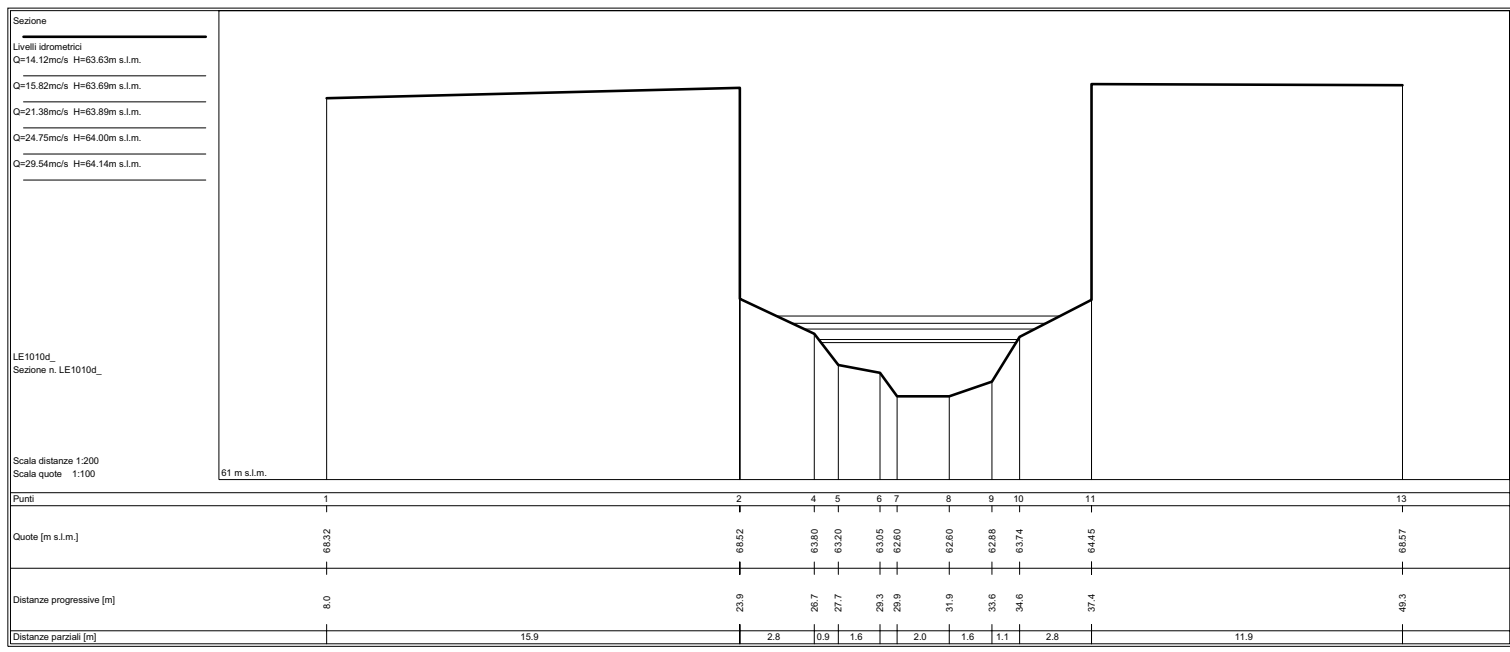 Sezione
Livelli idrometrici
Q=14.12mc/s H=63.63m s.l.m.
Q=15.82mc/s H=63.69m s.l.m.
Q=21.38mc/s H=63.89m s.l.m.
Q=24.75mc/s H=64.00m s.l.m.
Q=29.54mc/s H=64.14m s.l.m.
LE1010d_
Sezione n. LE1010d_
Scala distanze 1:200
Scala quote 1:100
61 m s.l.m.
Punti 1 2 4 5 6 7 8 9 10 11 13
Quote [m s.l.m.] 68.32 68.52 63.80 63.20 63.05 62.60 62.60 62.88 63.74 64.45 68.57
Distanze progressive [m] 8.0 23.9 26.7 27.7 29.3 29.9 31.9 33.6 34.6 37.4 49.3
Distanze parziali [m] 15.9 2.8 0.9 1.6 2.0 1.6 1.1 2.8 11.9